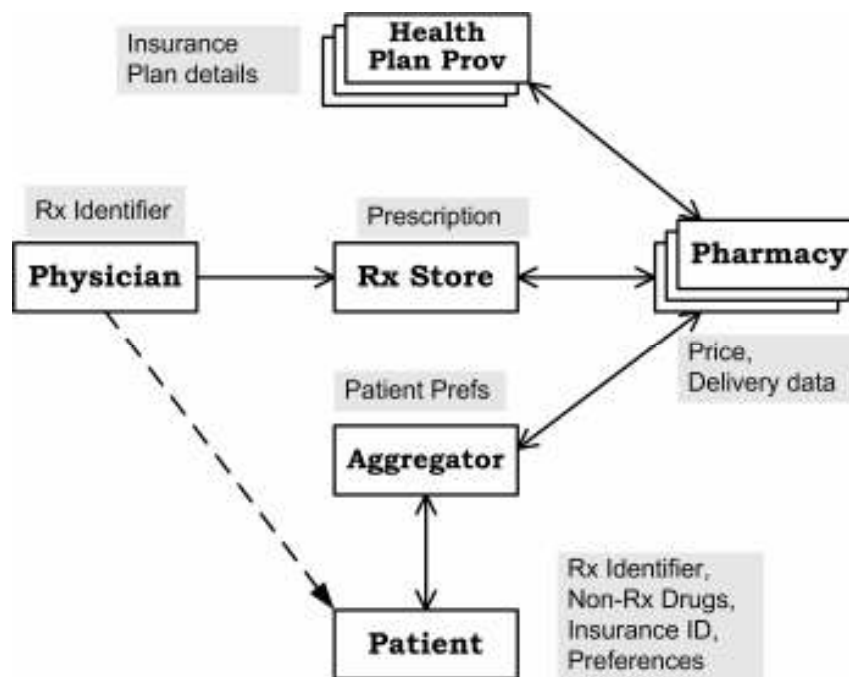 Insurance
Plan details
Health
Plan Prov
Rx Identifier
Prescription
Physician
Rx Store
Pharmacy
Price,
Delivery data
Patient Prefs
Aggregator
Rx Identifier,
Non-Rx Drugs,
Insurance ID,
Preferences
Patient